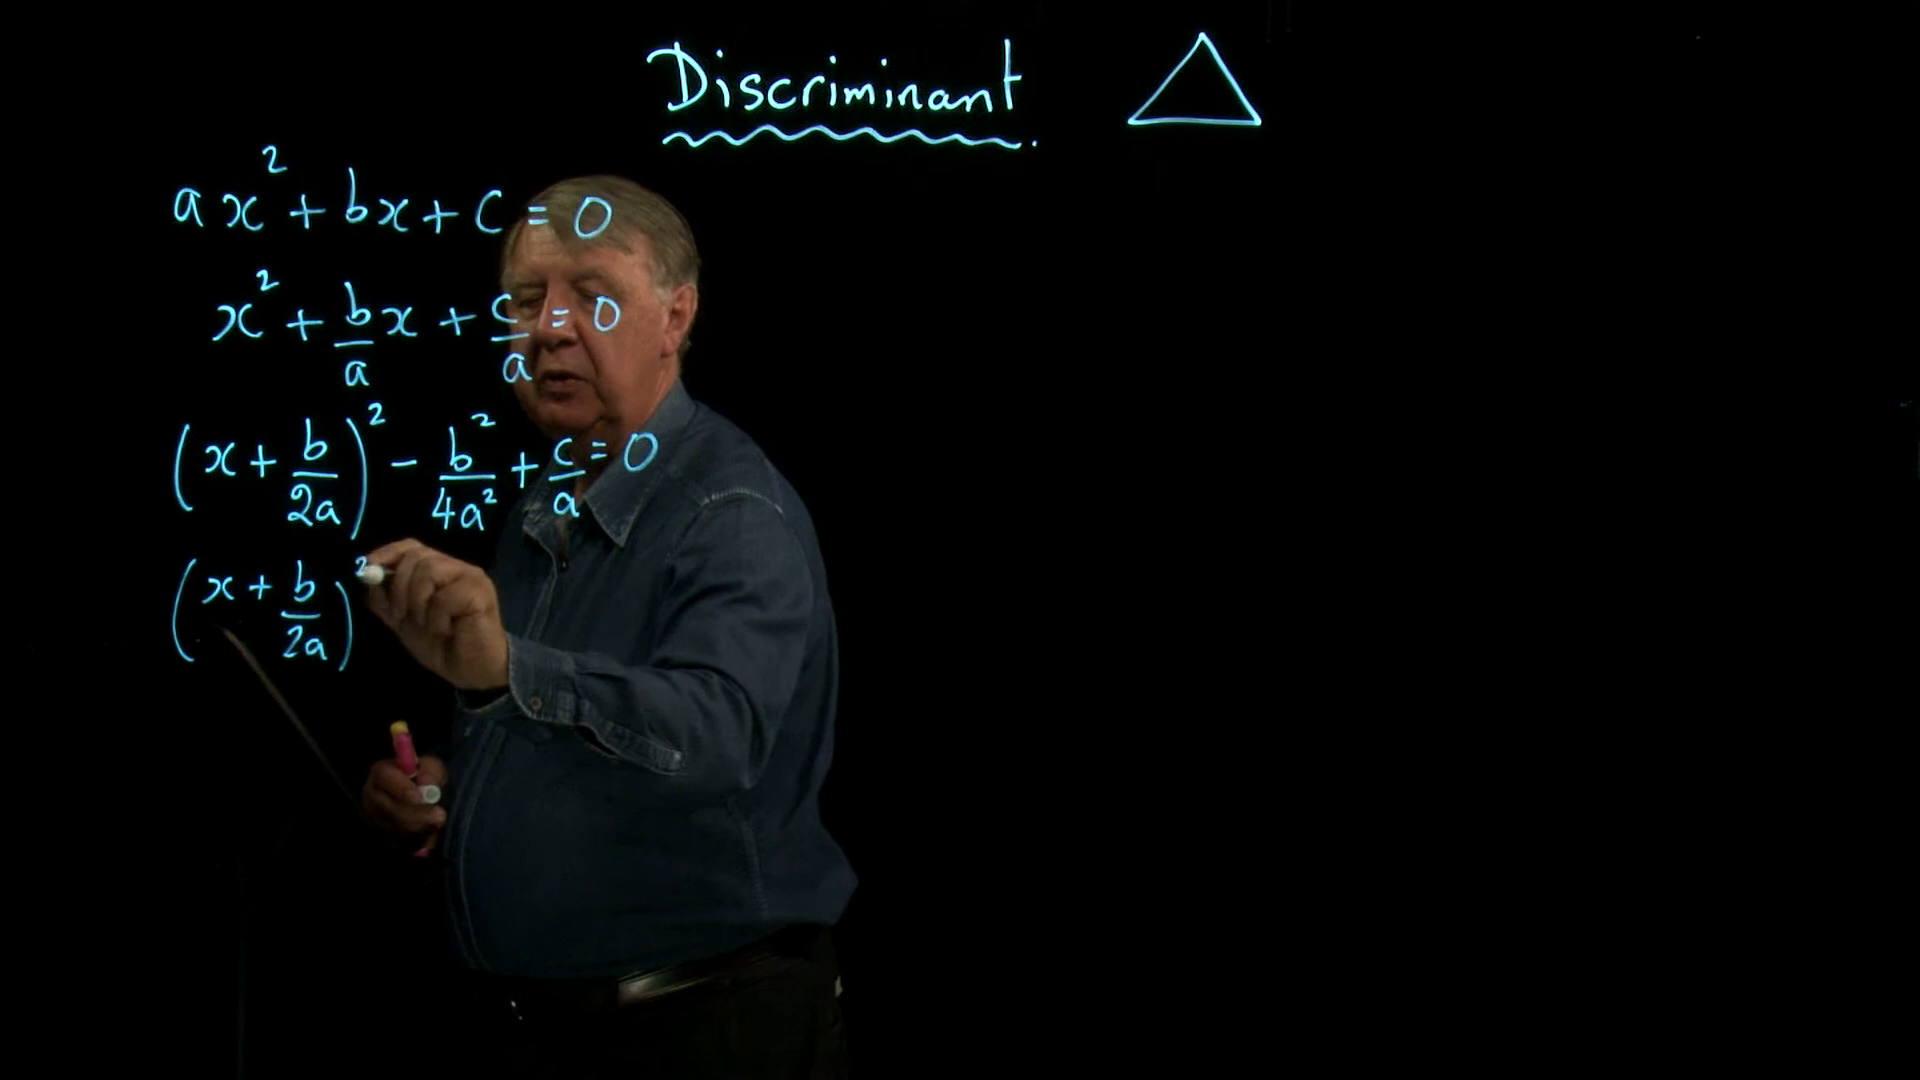 Discriminant. △
ax² + bx + c = 0
x² + b/a x + c/a = 0
(x + b/2a)² - b²/4a² + c/a = 0
(x + b/2a)²